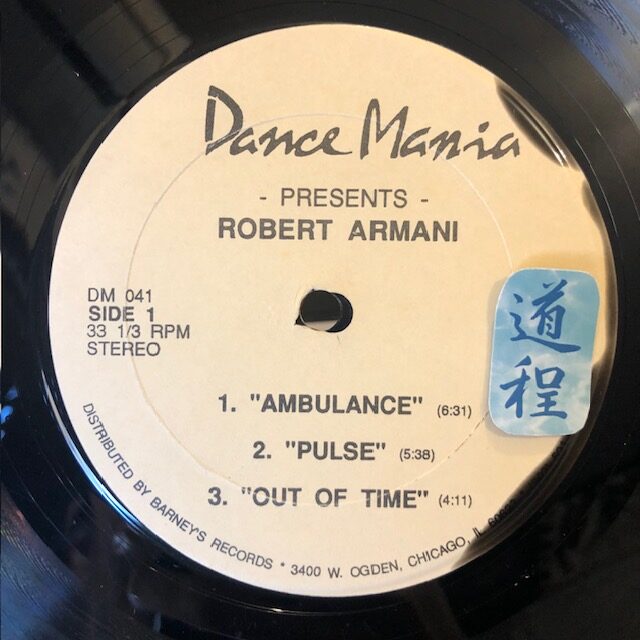 Dance Mania
- PRESENTS -
ROBERT ARMANI
DM 041
SIDE 1
33 1/3 RPM
STEREO
道程
1. "AMBULANCE" (6:31)
2. "PULSE" (5:38)
3. "OUT OF TIME" (4:11)
DISTRIBUTED BY BARNEY'S RECORDS * 3400 W. OGDEN, CHICAGO, IL